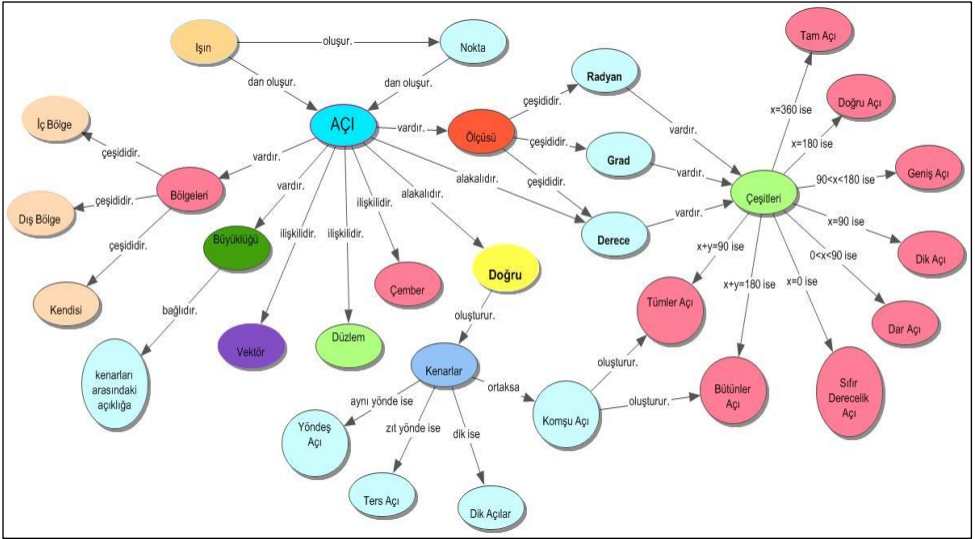 Işın
oluşur.
Nokta
Tam Açı
dan oluşur.
dan oluşur.
Radyan
x=360 ise
Doğru Açı
İç Bölge
çeşididir.
vardır.
AÇI
vardır.
Ölçüsü
çeşididir.
x=180 ise
çeşididir.
vardır.
Grad
vardır.
90<x<180 ise
Geniş Açı
çeşididir.
Bölgeleri
vardır.
alakalıdır.
alakalıdır.
çeşididir.
Çeşitleri
Dış Bölge
ilişkilidir.
vardır.
x=90 ise
çeşididir.
ilişkilidir.
ilişkilidir.
Büyüklüğü
Derece
x+y=90 ise
0<x<90 ise
Dik Açı
Doğru
x+y=180 ise
x=0 ise
Kendisi
Çember
Tümler Açı
bağlıdır.
oluşturur.
Dar Açı
Vektör
Düzlem
kenarları
arasındaki
açıklığa
Kenarlar
oluşturur.
ortaksa
Bütünler
Açı
Sıfır
Derecelik
Açı
aynı yönde ise
oluşturur.
Komşu Açı
Yöndeş
Açı
zıt yönde ise
dik ise
Ters Açı
Dik Açılar